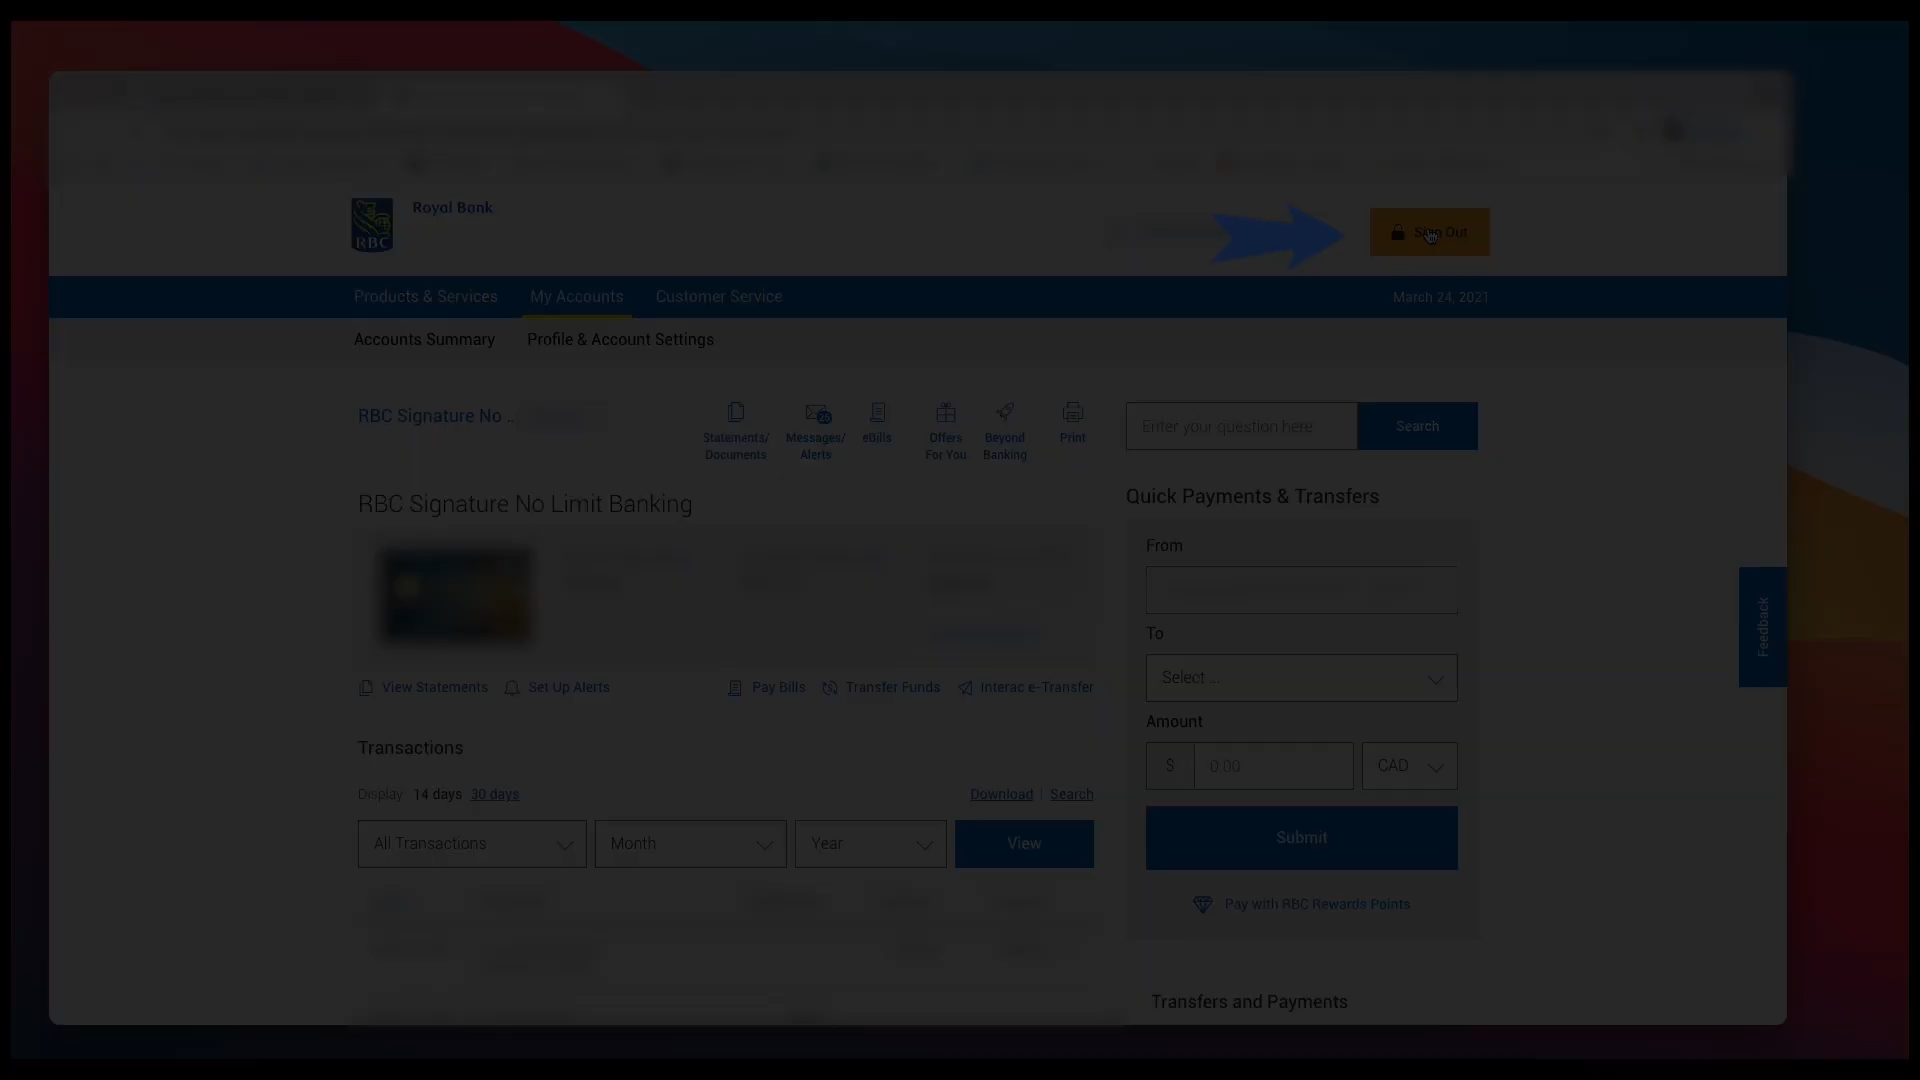 Royal Bank
RBC
Sign Out
Products & Services
My Accounts
Customer Service
March 24, 2021
Accounts Summary
Profile & Account Settings
RBC Signature No ...
Statements/
Documents
Messages/
Alerts
eBills
Offers
For You
Beyond
Banking
Print
Enter your question here
Search
RBC Signature No Limit Banking
Quick Payments & Transfers
From
To
Select ...
Amount
$
0.00
CAD
Submit
Pay with RBC Rewards Points
View Statements
Set Up Alerts
Pay Bills
Transfer Funds
Interac e-Transfer
Transactions
Display: 14 days 30 days
Download | Search
All Transactions
Month
Year
View
Transfers and Payments
Feedback